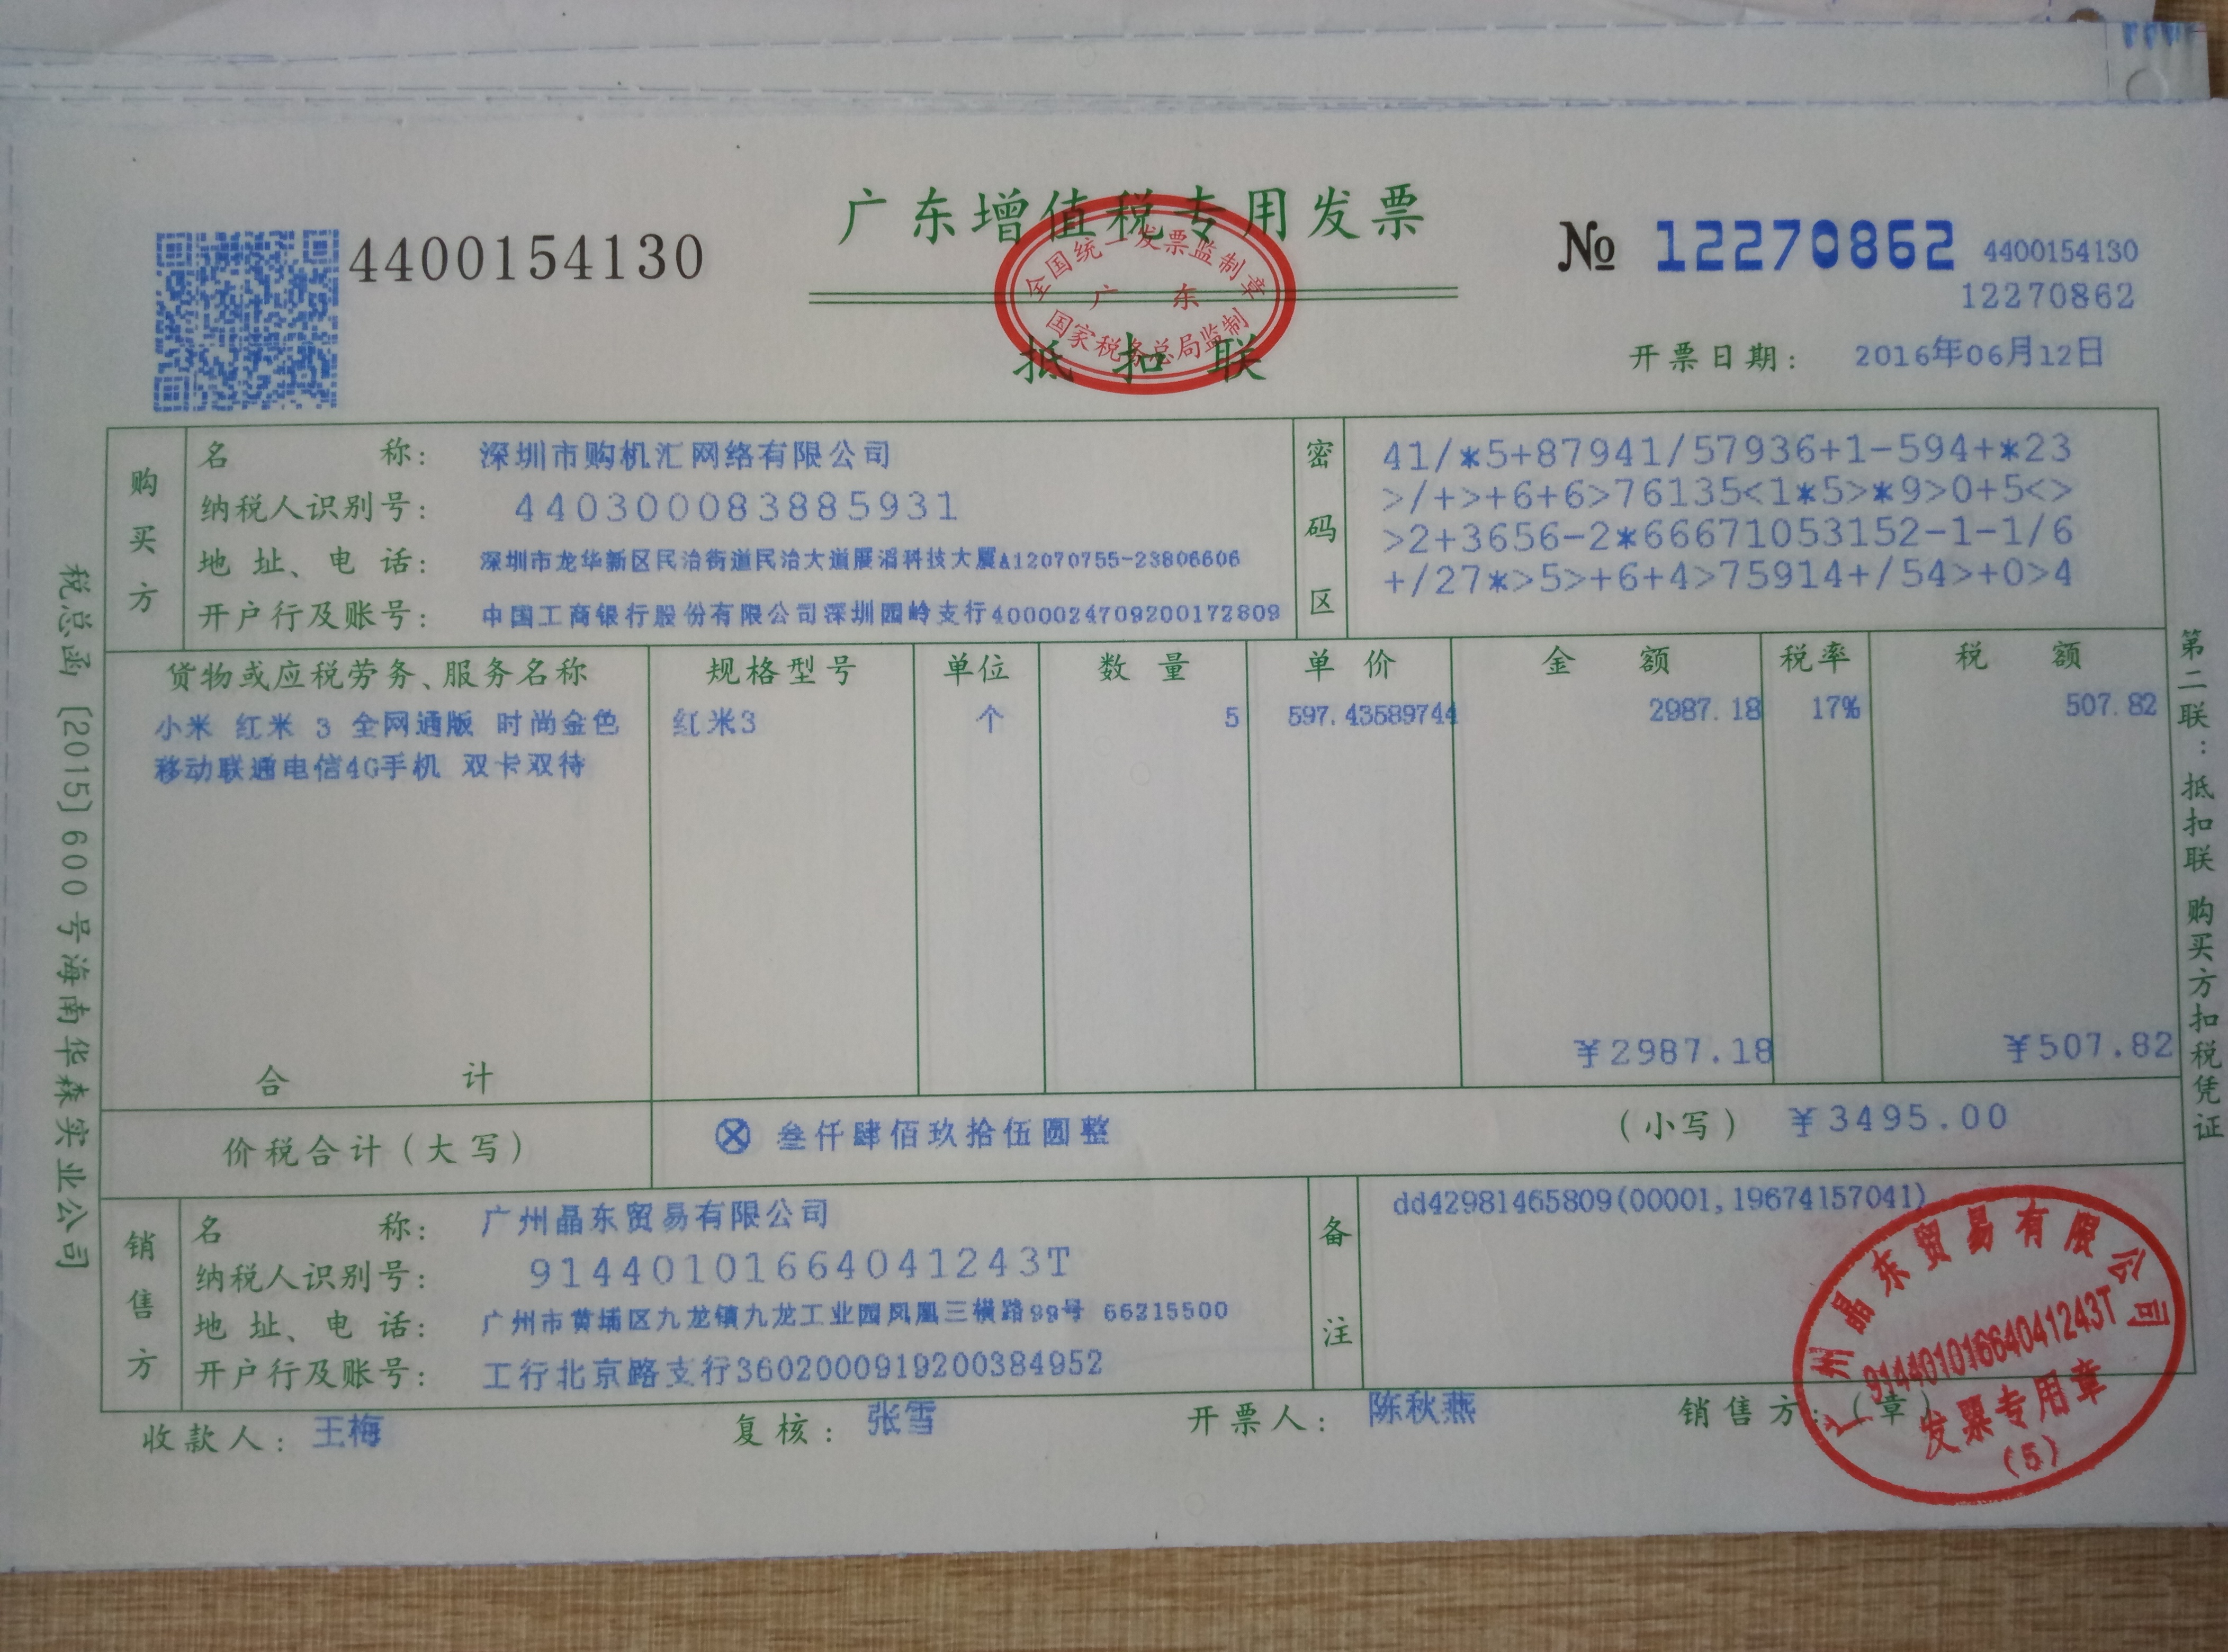 广东增值税专用发票
4400154130
全国统一发票监制章
广 东
国家税务总局监制
抵扣联
№ 12270862 4400154130
12270862
开票日期: 2016年06月12日
购买方
名 称: 深圳市购机汇网络有限公司
纳税人识别号: 440300083885931
地 址、电 话: 深圳市龙华新区民治街道民治大道展滔科技大厦A12070755-23806606
开户行及账号: 中国工商银行股份有限公司深圳园岭支行4000024709200172809
密码区
41/*5+87941/57936+1-594+*23
>/+>+6+6>76135<1*5>*9>0+5<>
>2+3656-2*66671053152-1-1/6
+/27*>5>+6+4>75914+/54>+0>4
货物或应税劳务、服务名称 规格型号 单位 数 量 单 价 金 额 税率 税 额
小米 红米 3 全网通版 时尚金色 红米3 个 5 597.43589744 2987.18 17% 507.82
移动联通电信4G手机 双卡双待
合 计 ¥2987.18 ¥507.82
价税合计(大写) ⊗ 叁仟肆佰玖拾伍圆整 (小写) ¥3495.00
销售方
名 称: 广州晶东贸易有限公司
纳税人识别号: 91440101664041243T
地 址、电 话: 广州市黄埔区九龙镇九龙工业园凤凰三横路99号 66215500
开户行及账号: 工行北京路支行3602000919200384952
备注
dd42981465809(00001,19674157041)
收款人: 王梅 复核: 张雪 开票人: 陈秋燕 销售方:(章)
广州晶东贸易有限公司
91440101664041243T
发票专用章
(5)
税总函[2015]600号海南华森实业公司
第二联:抵扣联 购买方扣税凭证